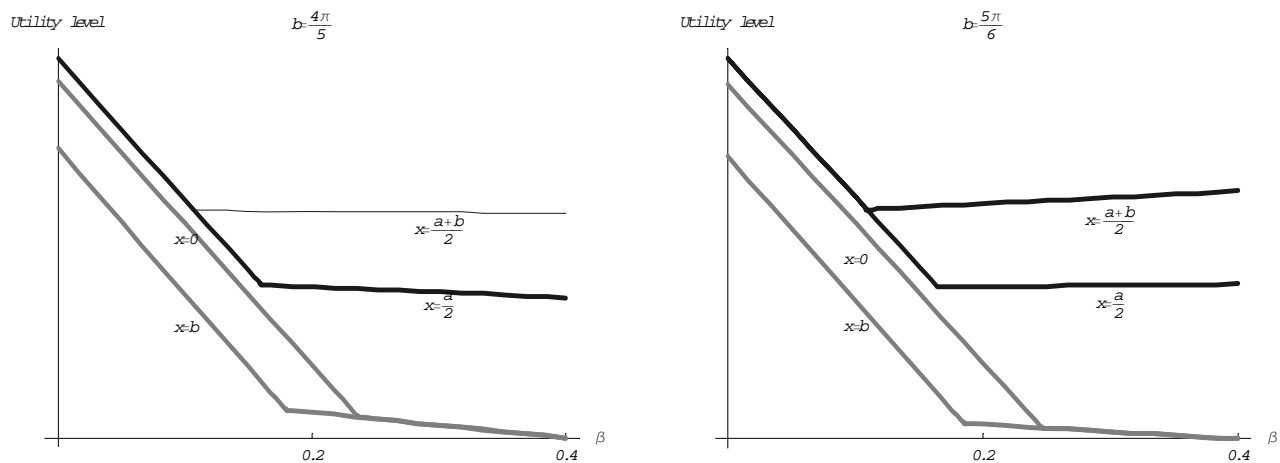 Utility level
b=4π/5
x=0
x=(a+b)/2
x=a/2
x=b
β
0.2
0.4
Utility level
b=5π/6
x=(a+b)/2
x=0
x=a/2
x=b
β
0.2
0.4